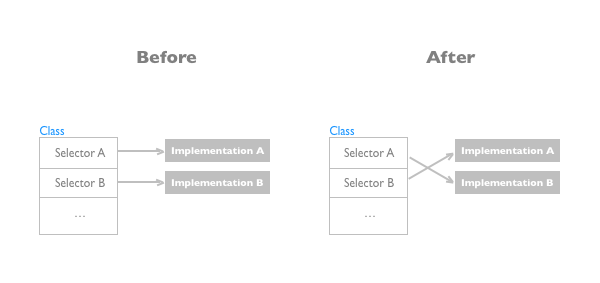 Before
After
Class
Selector A
Implementation A
Selector B
Implementation B
...
Class
Selector A
Implementation A
Selector B
Implementation B
...